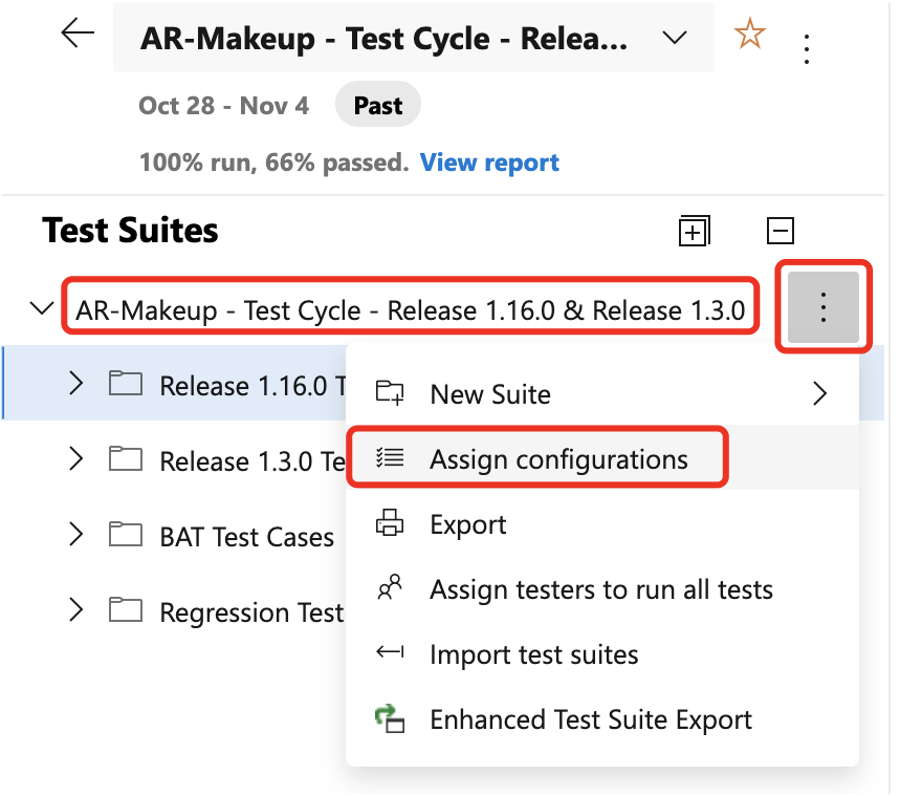 AR-Makeup - Test Cycle - Relea...
Oct 28 - Nov 4 Past
100% run, 66% passed. View report
Test Suites
AR-Makeup - Test Cycle - Release 1.16.0 & Release 1.3.0
Release 1.16.0 T
New Suite
Assign configurations
Release 1.3.0 Te
Export
BAT Test Cases
Assign testers to run all tests
Regression Test
Import test suites
Enhanced Test Suite Export